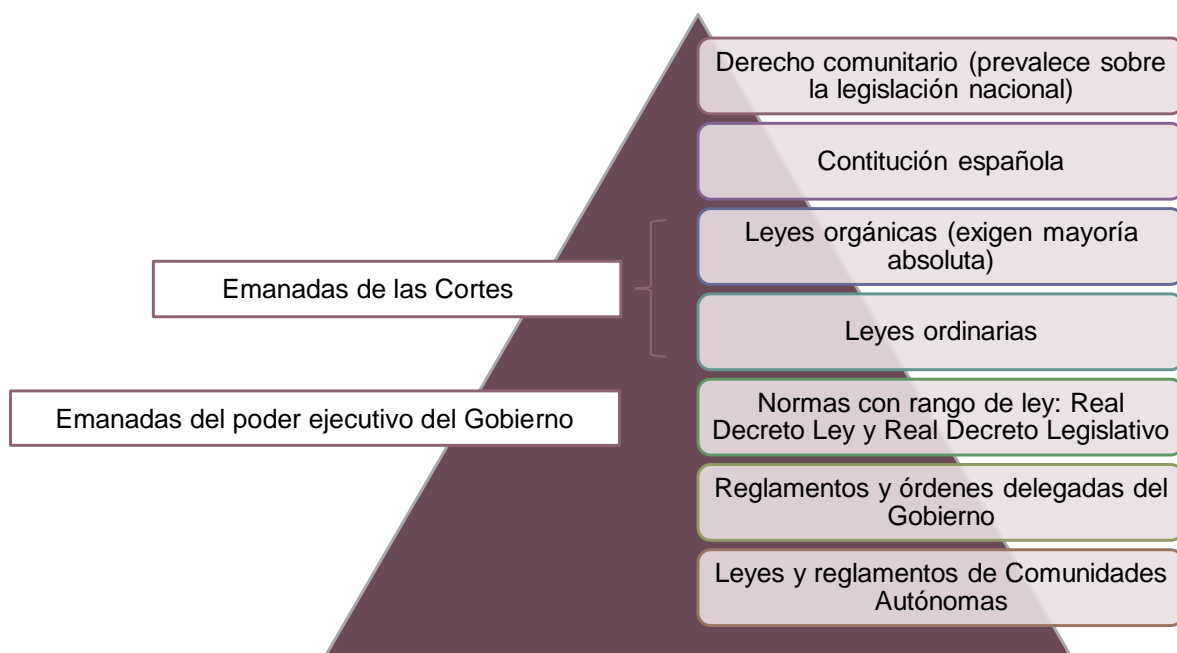 Derecho comunitario (prevalece sobre
la legislación nacional)
Contitución española
Leyes orgánicas (exigen mayoría
absoluta)
Emanadas de las Cortes
Leyes ordinarias
Normas con rango de ley: Real
Decreto Ley y Real Decreto Legislativo
Emanadas del poder ejecutivo del Gobierno
Reglamentos y órdenes delegadas del
Gobierno
Leyes y reglamentos de Comunidades
Autónomas